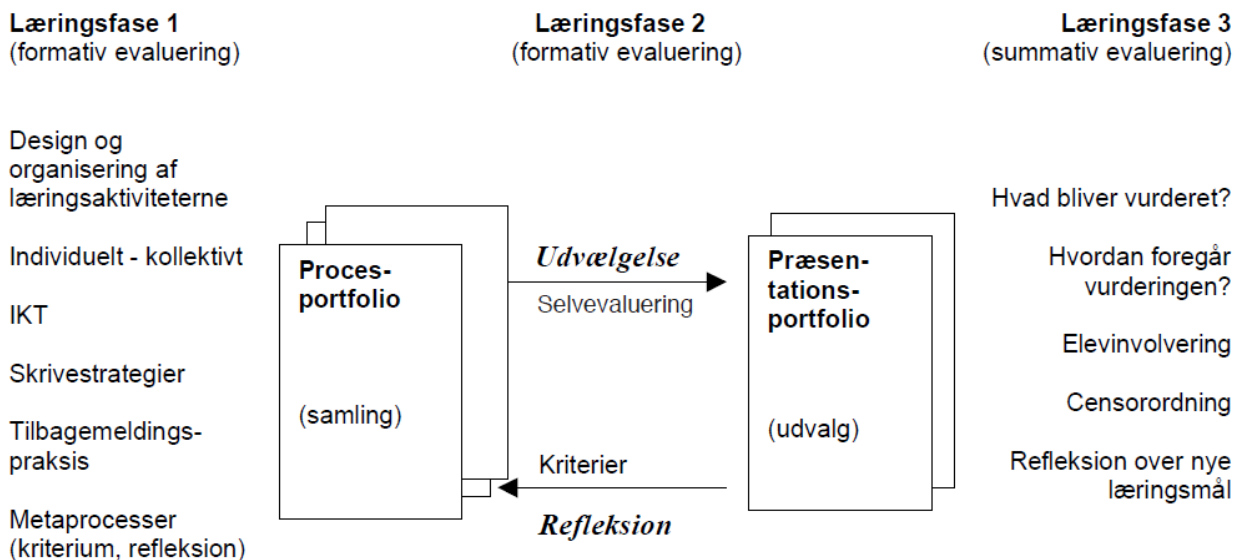 Læringsfase 1
(formativ evaluering)
Læringsfase 2
(formativ evaluering)
Læringsfase 3
(summativ evaluering)
Design og
organisering af
læringsaktiviteterne
Individuelt - kollektivt
IKT
Skrivestrategier
Tilbagemeldings-
praksis
Metaprocesser
(kriterium, refleksion)
Proces-
portfolio
(samling)
Udvælgelse
Selvevaluering
Kriterier
Refleksion
Præsen-
tations-
portfolio
(udvalg)
Hvad bliver vurderet?
Hvordan foregår
vurderingen?
Elevinvolvering
Censorordning
Refleksion over nye
læringsmål